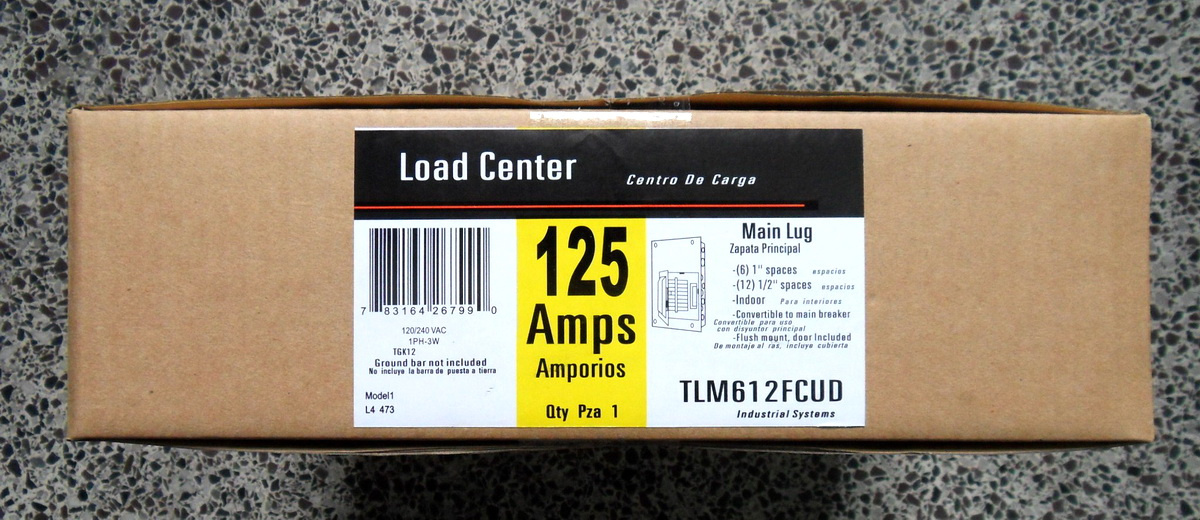 Load Center
Centro De Carga
7 83164 26799 0
120/240 VAC
1PH-3W
TGK12
Ground bar not included
No incluye la barra de puesta a tierra
Model1
L4 473
125
Amps
Amporios
Qty Pza 1
Main Lug
Zapata Principal
-(6) 1" spaces espacios
-(12) 1/2" spaces espacios
-Indoor Para interiores
-Convertible to main breaker
Convertible para uso
con disyuntor principal
-Flush mount, door Included
De montaje al ras, incluye cubierta
TLM612FCUD
Industrial Systems